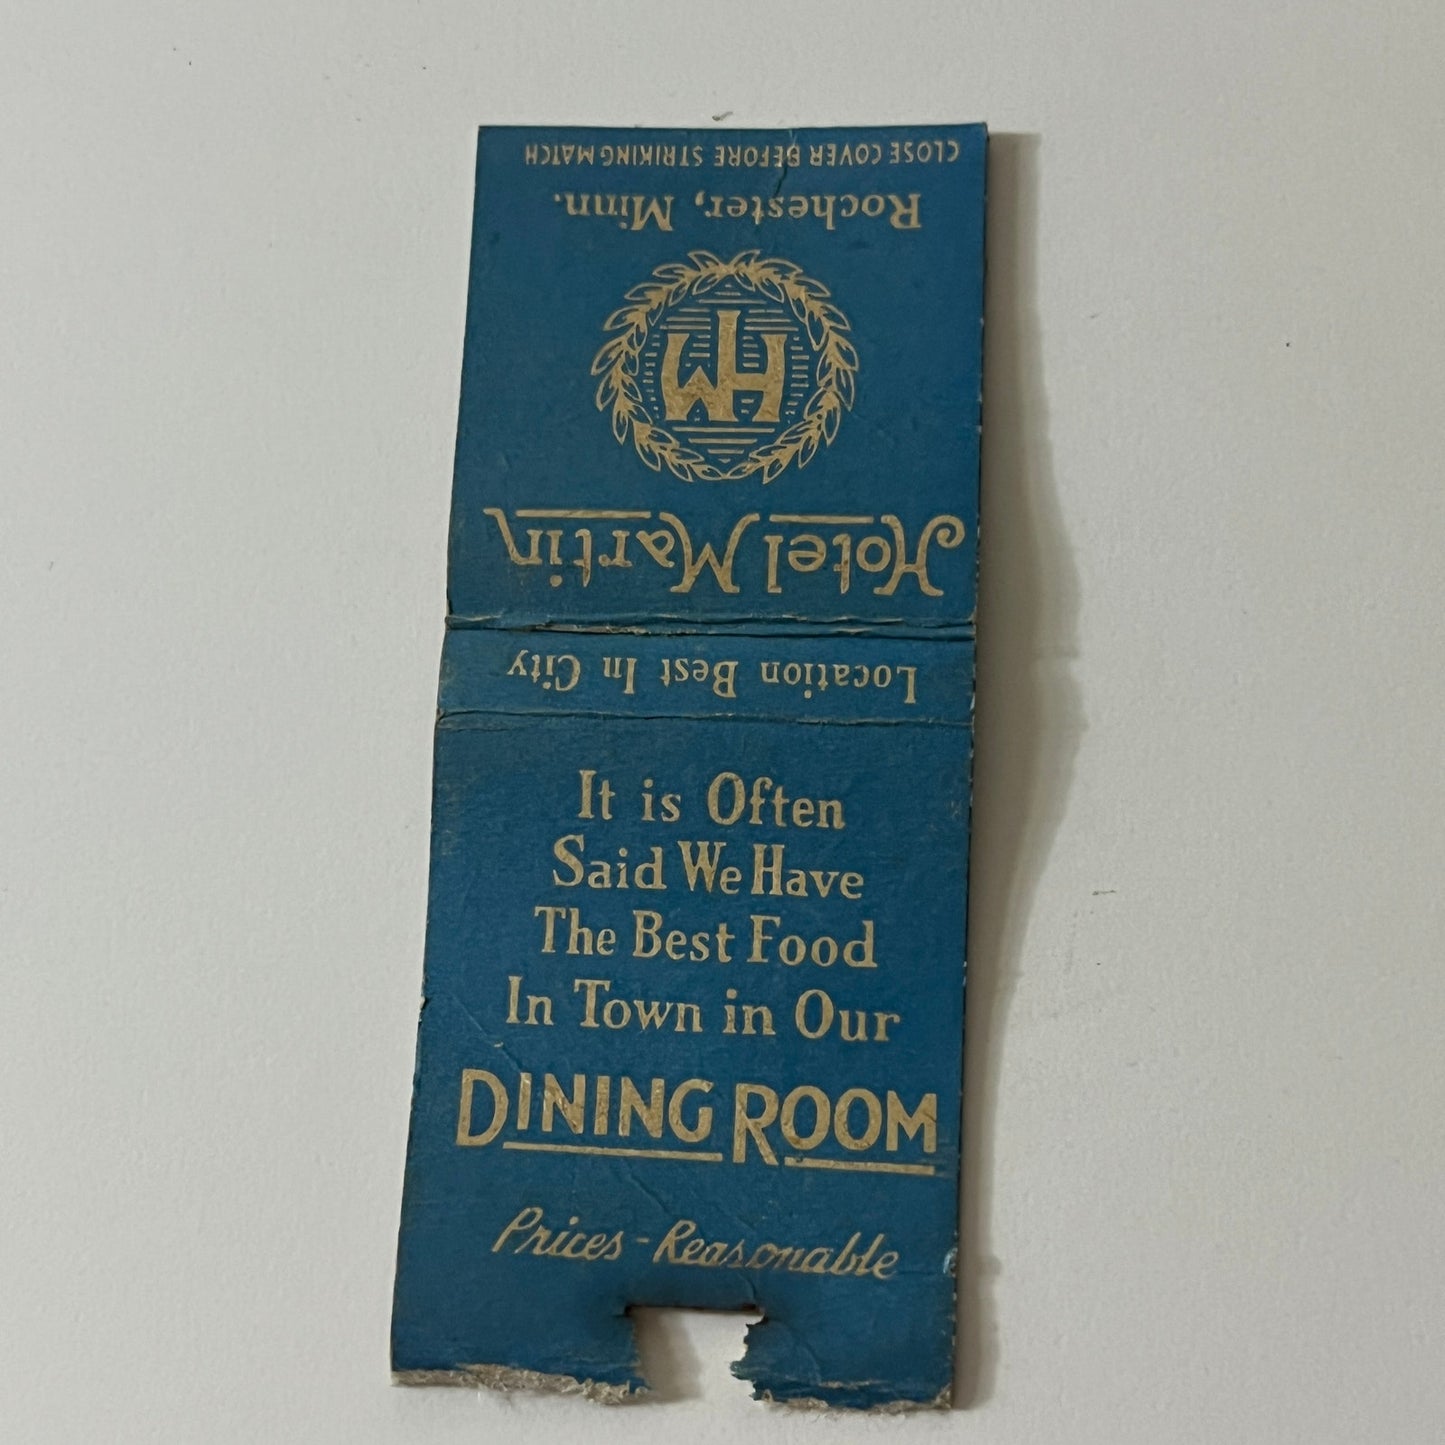 CLOSE COVER BEFORE STRIKING MATCH
Rochester, Minn.
HM
Hotel Martin
Location Best In City
It is Often
Said We Have
The Best Food
In Town in Our
DINING ROOM
Prices - Reasonable